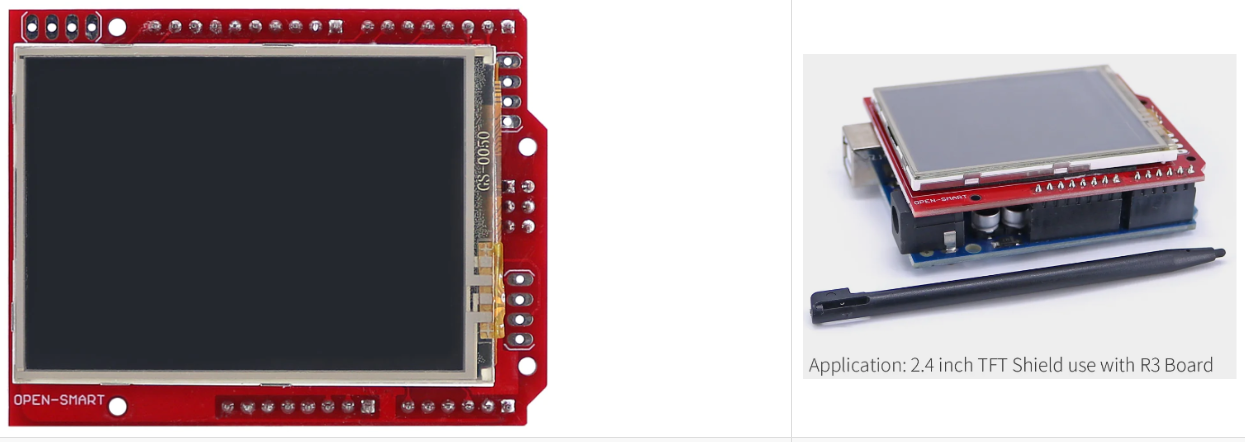 GS-0050
OPEN-SMART
OPEN-SMART
Application: 2.4 inch TFT Shield use with R3 Board